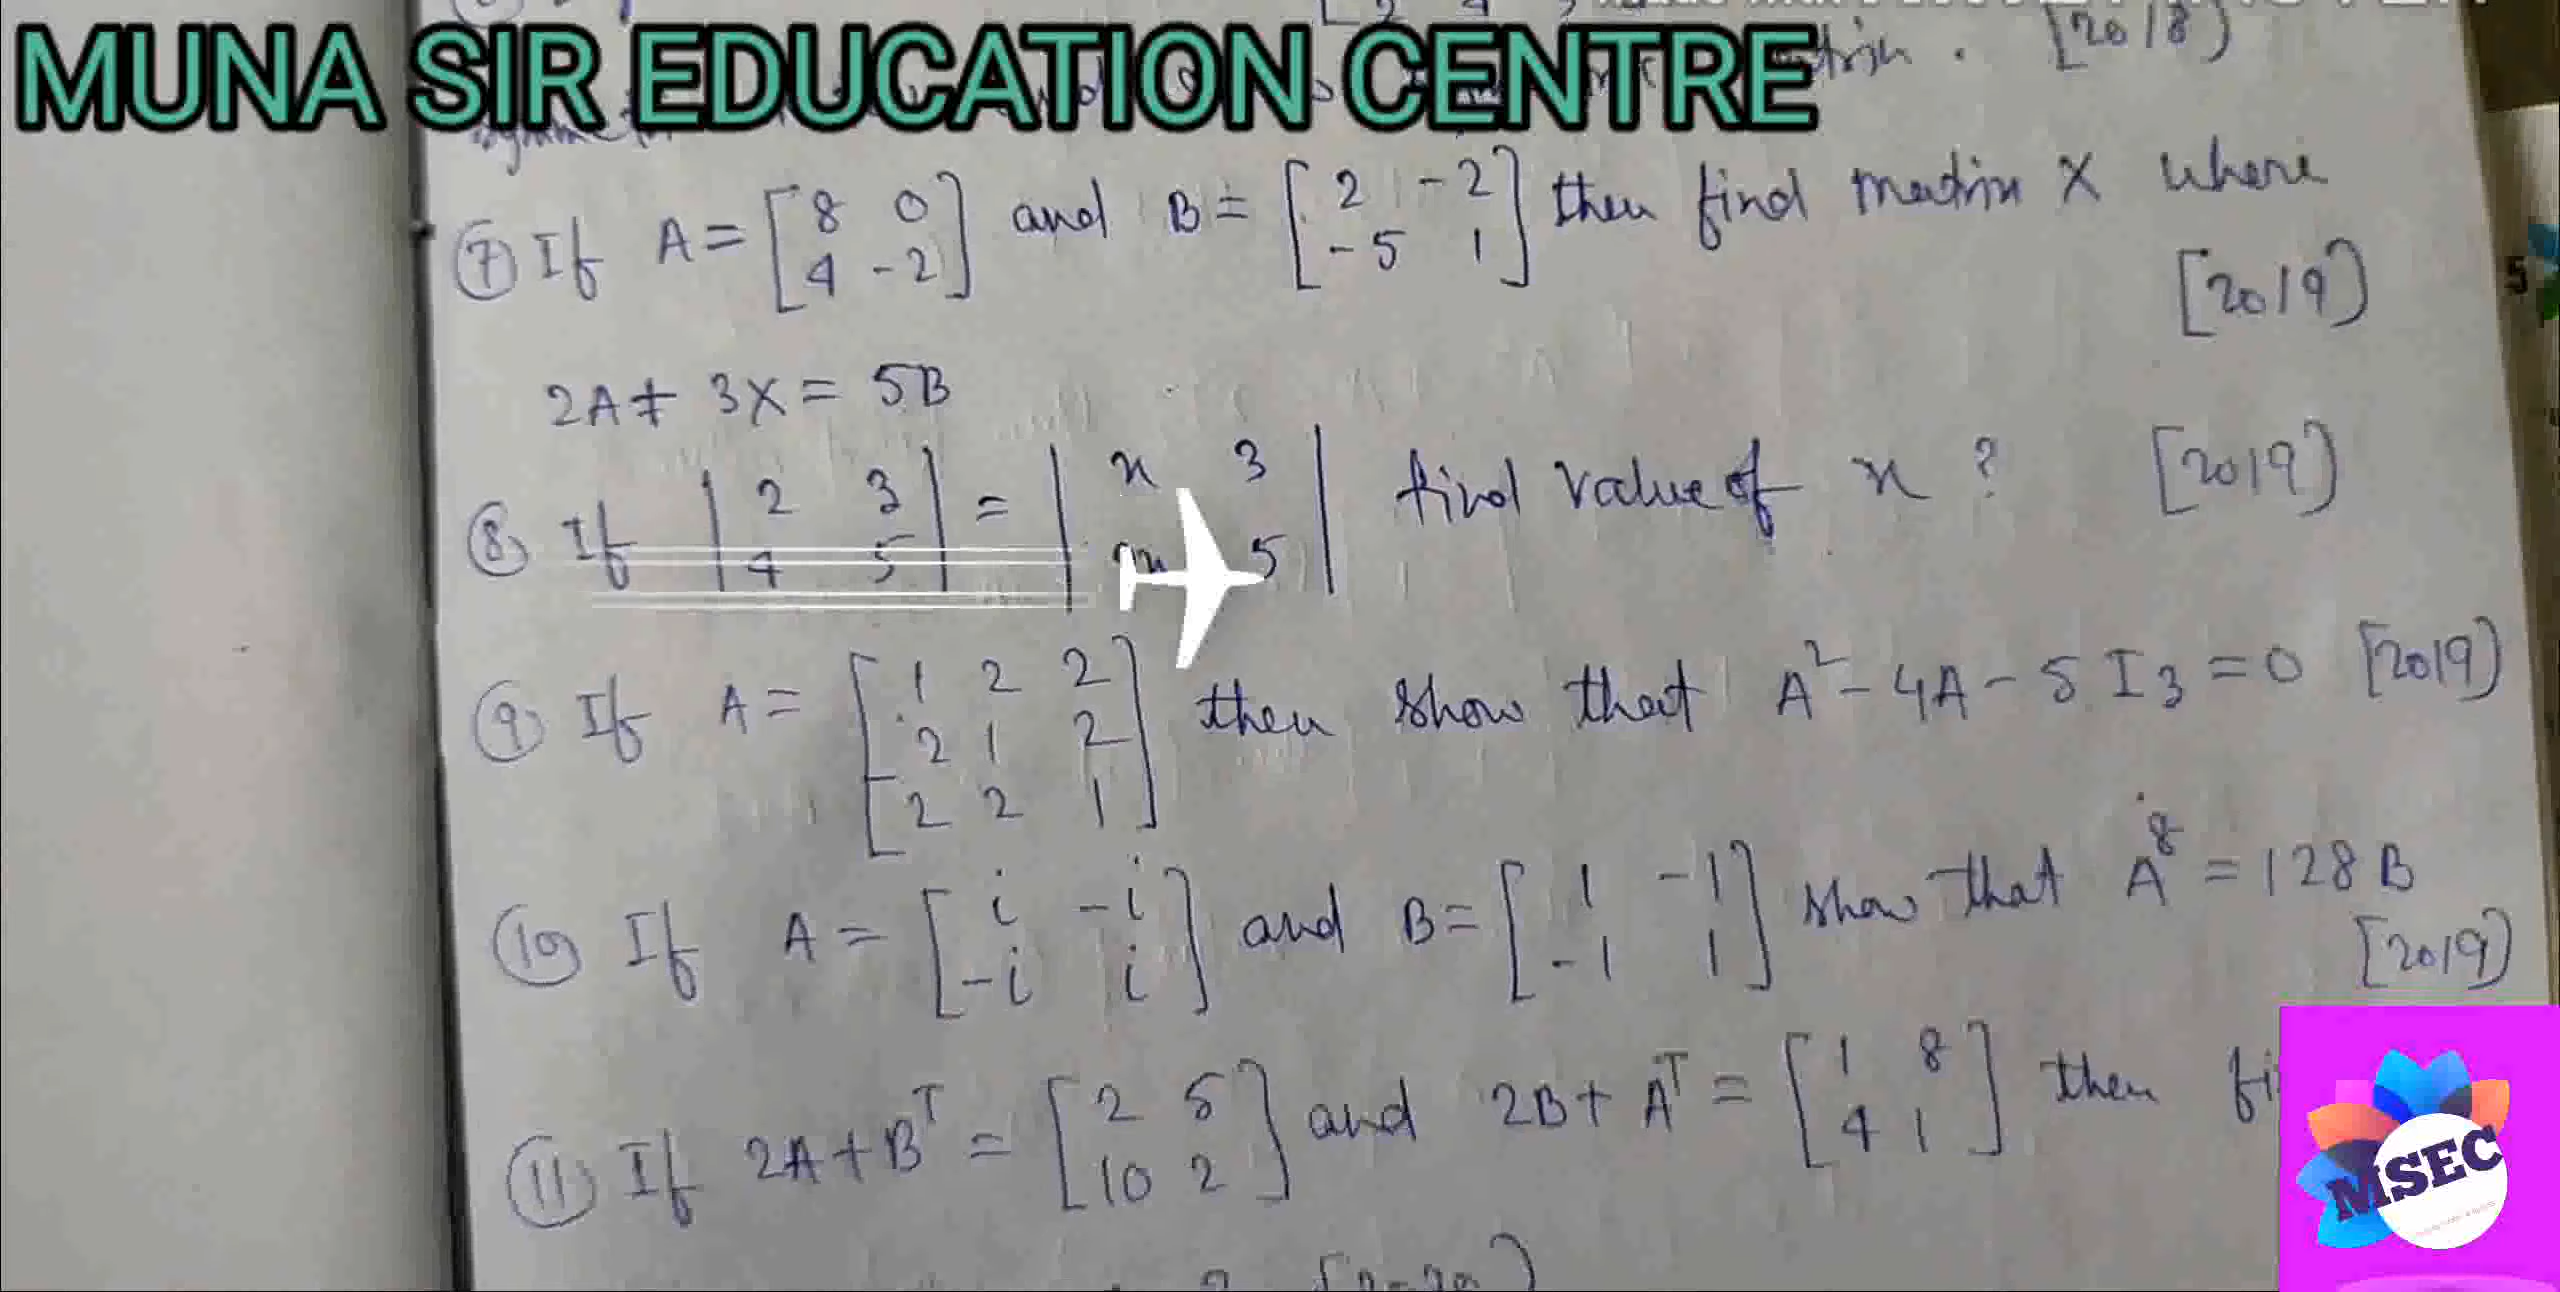 MUNA SIR EDUCATION CENTRE
[2018]
7 If A = [8 0 4 -2] and B = [2 -2 -5 1] then find matrix X where
[2019]
2A + 3X = 5B
8 If |2 3 4 5| = |x 3 5| find value of x ? [2019]
9 If A = [1 2 2 2 1 2 2 2 1] then show that A² - 4A - 5 I3 = 0 [2019]
10 If A = [i -i -i i] and B = [1 -1 -1 1] show that A⁸ = 128 B
[2019]
11 If 2A + Bᵀ = [2 5 10 2] and 2B + Aᵀ = [1 8 4 1] then
MSEC